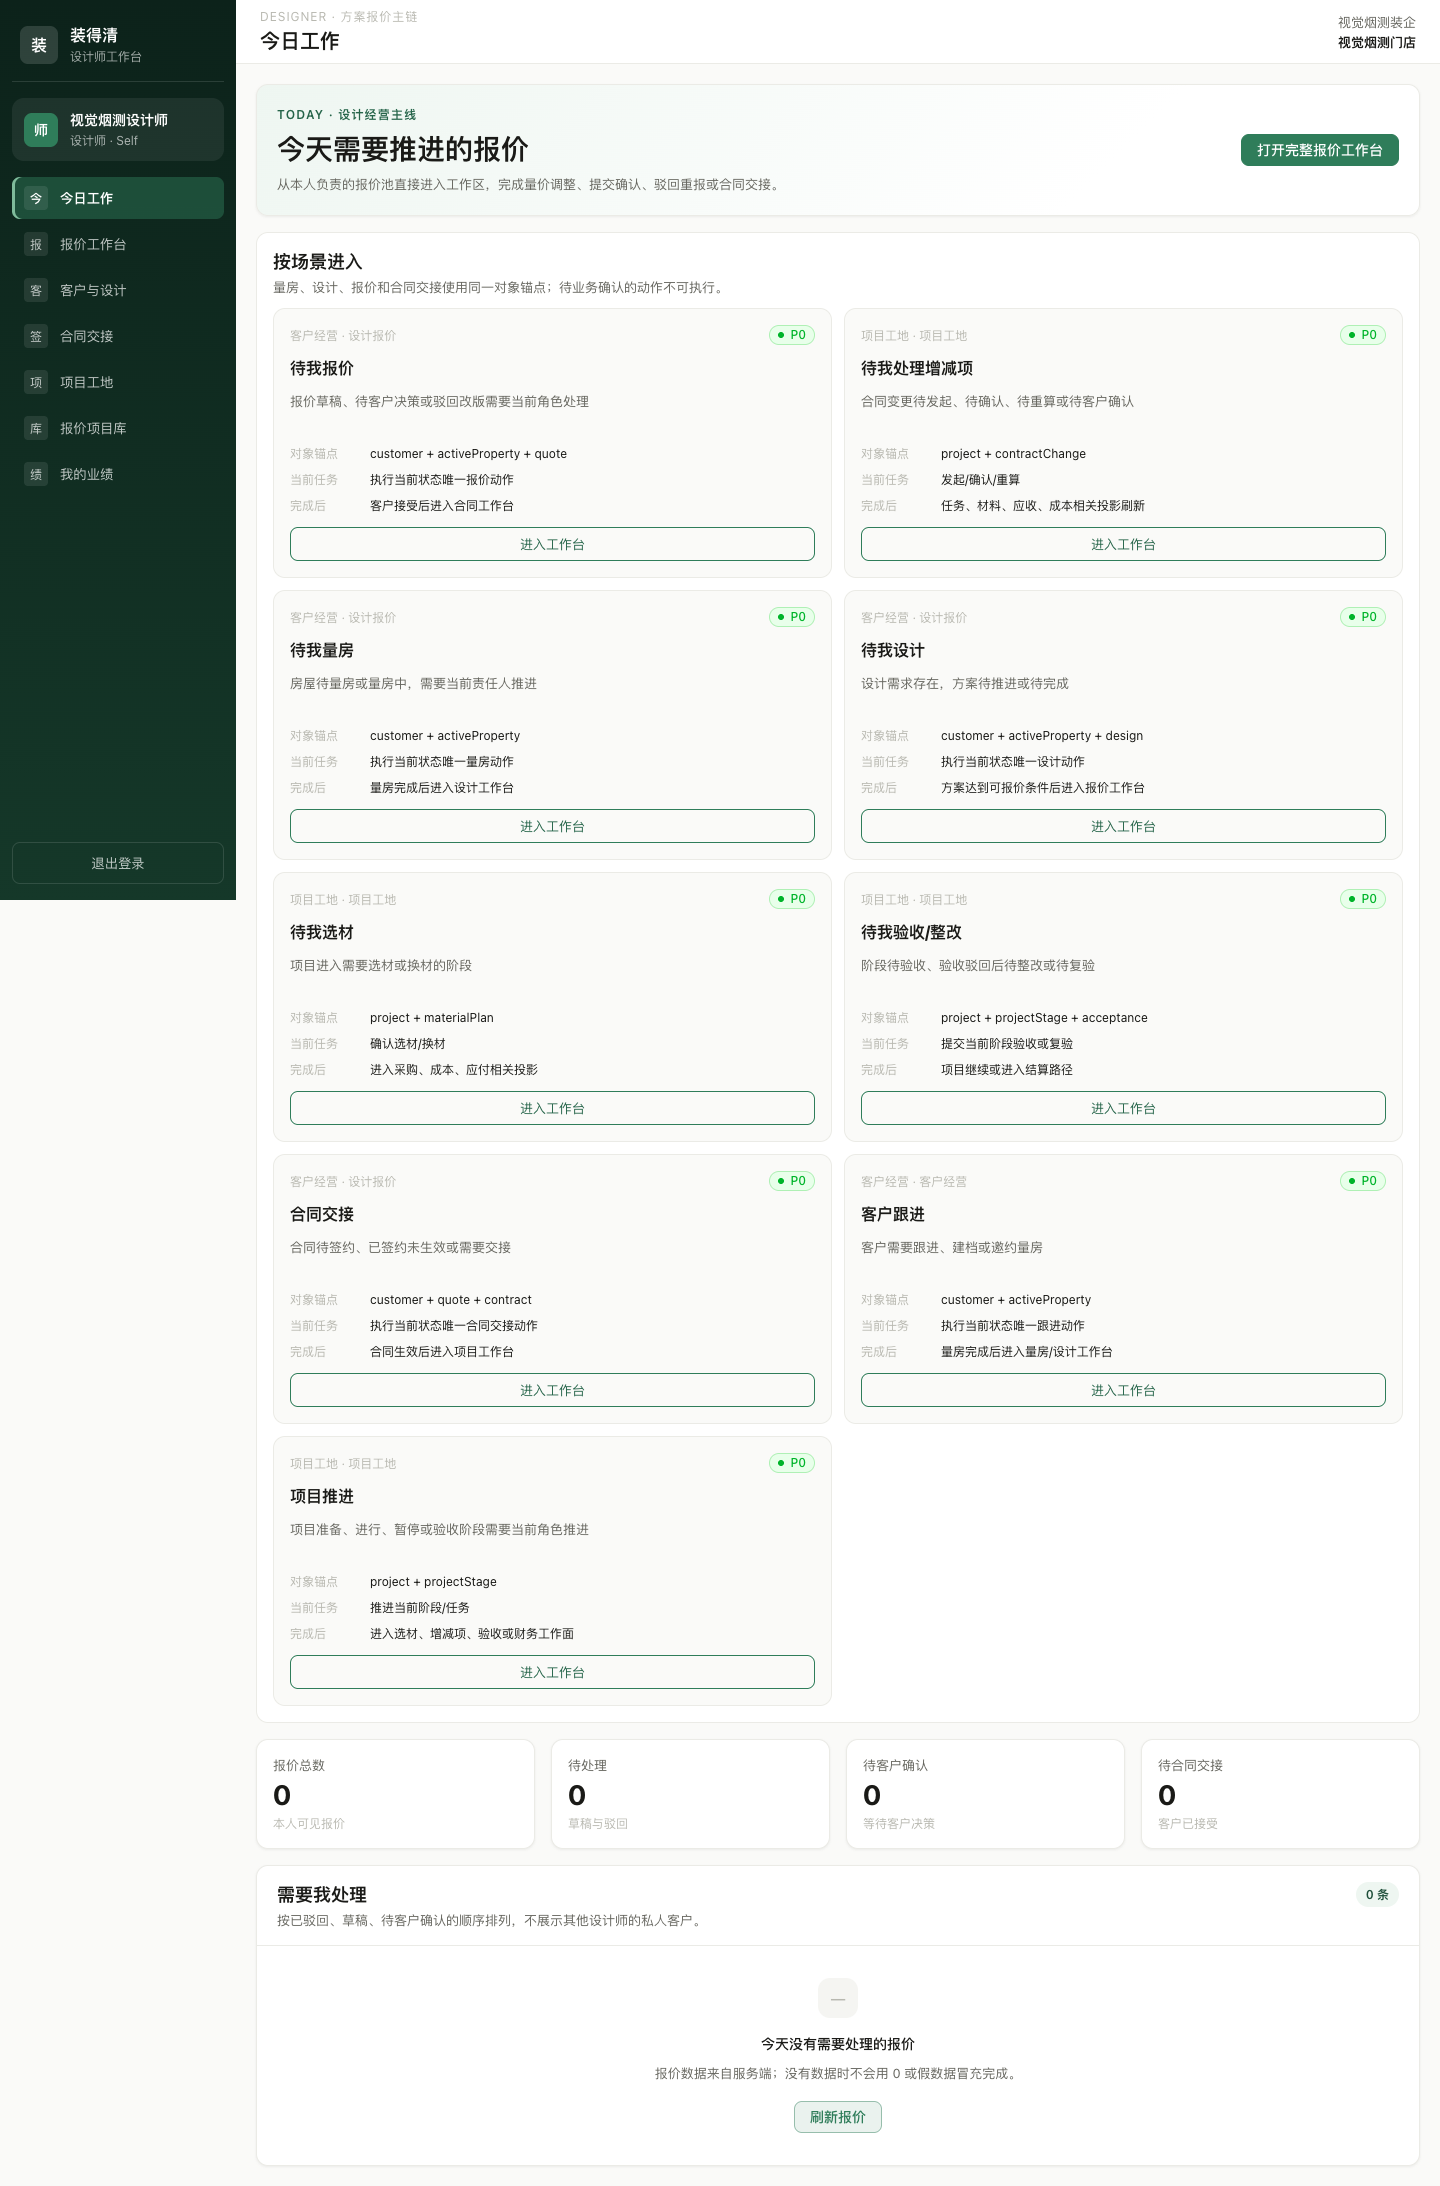 装
装得清
设计师工作台
师
视觉烟测设计师
设计师 · Self
今 今日工作
报 报价工作台
客 客户与设计
签 合同交接
项 项目工地
库 报价项目库
绩 我的业绩
退出登录
DESIGNER · 方案报价主链
今日工作
视觉烟测装企
视觉烟测门店
TODAY · 设计经营主线
今天需要推进的报价
从本人负责的报价池直接进入工作区，完成量价调整、提交确认、驳回重报或合同交接。
打开完整报价工作台
按场景进入
量房、设计、报价和合同交接使用同一对象锚点；待业务确认的动作不可执行。
客户经营 · 设计报价
P0
待我报价
报价草稿、待客户决策或驳回改版需要当前角色处理
对象锚点 customer + activeProperty + quote
当前任务 执行当前状态唯一报价动作
完成后 客户接受后进入合同工作台
进入工作台
项目工地 · 项目工地
P0
待我处理增减项
合同变更待发起、待确认、待重算或待客户确认
对象锚点 project + contractChange
当前任务 发起/确认/重算
完成后 任务、材料、应收、成本相关投影刷新
进入工作台
客户经营 · 设计报价
P0
待我量房
房屋待量房或量房中，需要当前责任人推进
对象锚点 customer + activeProperty
当前任务 执行当前状态唯一量房动作
完成后 量房完成后进入设计工作台
进入工作台
客户经营 · 设计报价
P0
待我设计
设计需求存在，方案待推进或待完成
对象锚点 customer + activeProperty + design
当前任务 执行当前状态唯一设计动作
完成后 方案达到可报价条件后进入报价工作台
进入工作台
项目工地 · 项目工地
P0
待我选材
项目进入需要选材或换材的阶段
对象锚点 project + materialPlan
当前任务 确认选材/换材
完成后 进入采购、成本、应付相关投影
进入工作台
项目工地 · 项目工地
P0
待我验收/整改
阶段待验收、验收驳回后待整改或待复验
对象锚点 project + projectStage + acceptance
当前任务 提交当前阶段验收或复验
完成后 项目继续或进入结算路径
进入工作台
客户经营 · 设计报价
P0
合同交接
合同待签约、已签约未生效或需要交接
对象锚点 customer + quote + contract
当前任务 执行当前状态唯一合同交接动作
完成后 合同生效后进入项目工作台
进入工作台
客户经营 · 客户经营
P0
客户跟进
客户需要跟进、建档或邀约量房
对象锚点 customer + activeProperty
当前任务 执行当前状态唯一跟进动作
完成后 量房完成后进入量房/设计工作台
进入工作台
项目工地 · 项目工地
P0
项目推进
项目准备、进行、暂停或验收阶段需要当前角色推进
对象锚点 project + projectStage
当前任务 推进当前阶段/任务
完成后 进入选材、增减项、验收或财务工作面
进入工作台
报价总数
0
本人可见报价
待处理
0
草稿与驳回
待客户确认
0
等待客户决策
待合同交接
0
客户已接受
需要我处理
按已驳回、草稿、待客户确认的顺序排列，不展示其他设计师的私人客户。
0 条
—
今天没有需要处理的报价
报价数据来自服务端；没有数据时不会用 0 或假数据冒充完成。
刷新报价